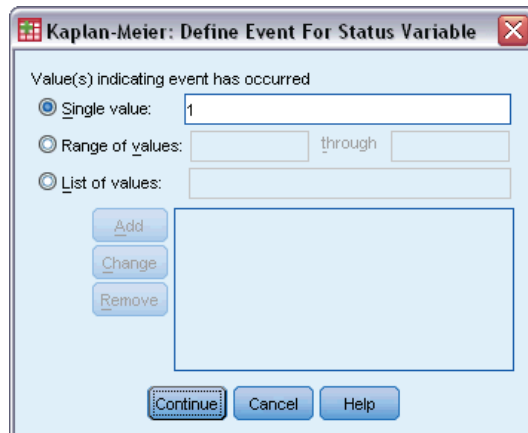 Kaplan-Meier: Define Event For Status Variable
Value(s) indicating event has occurred
Single value: 1
Range of values: through
List of values:
Add
Change
Remove
Continue Cancel Help